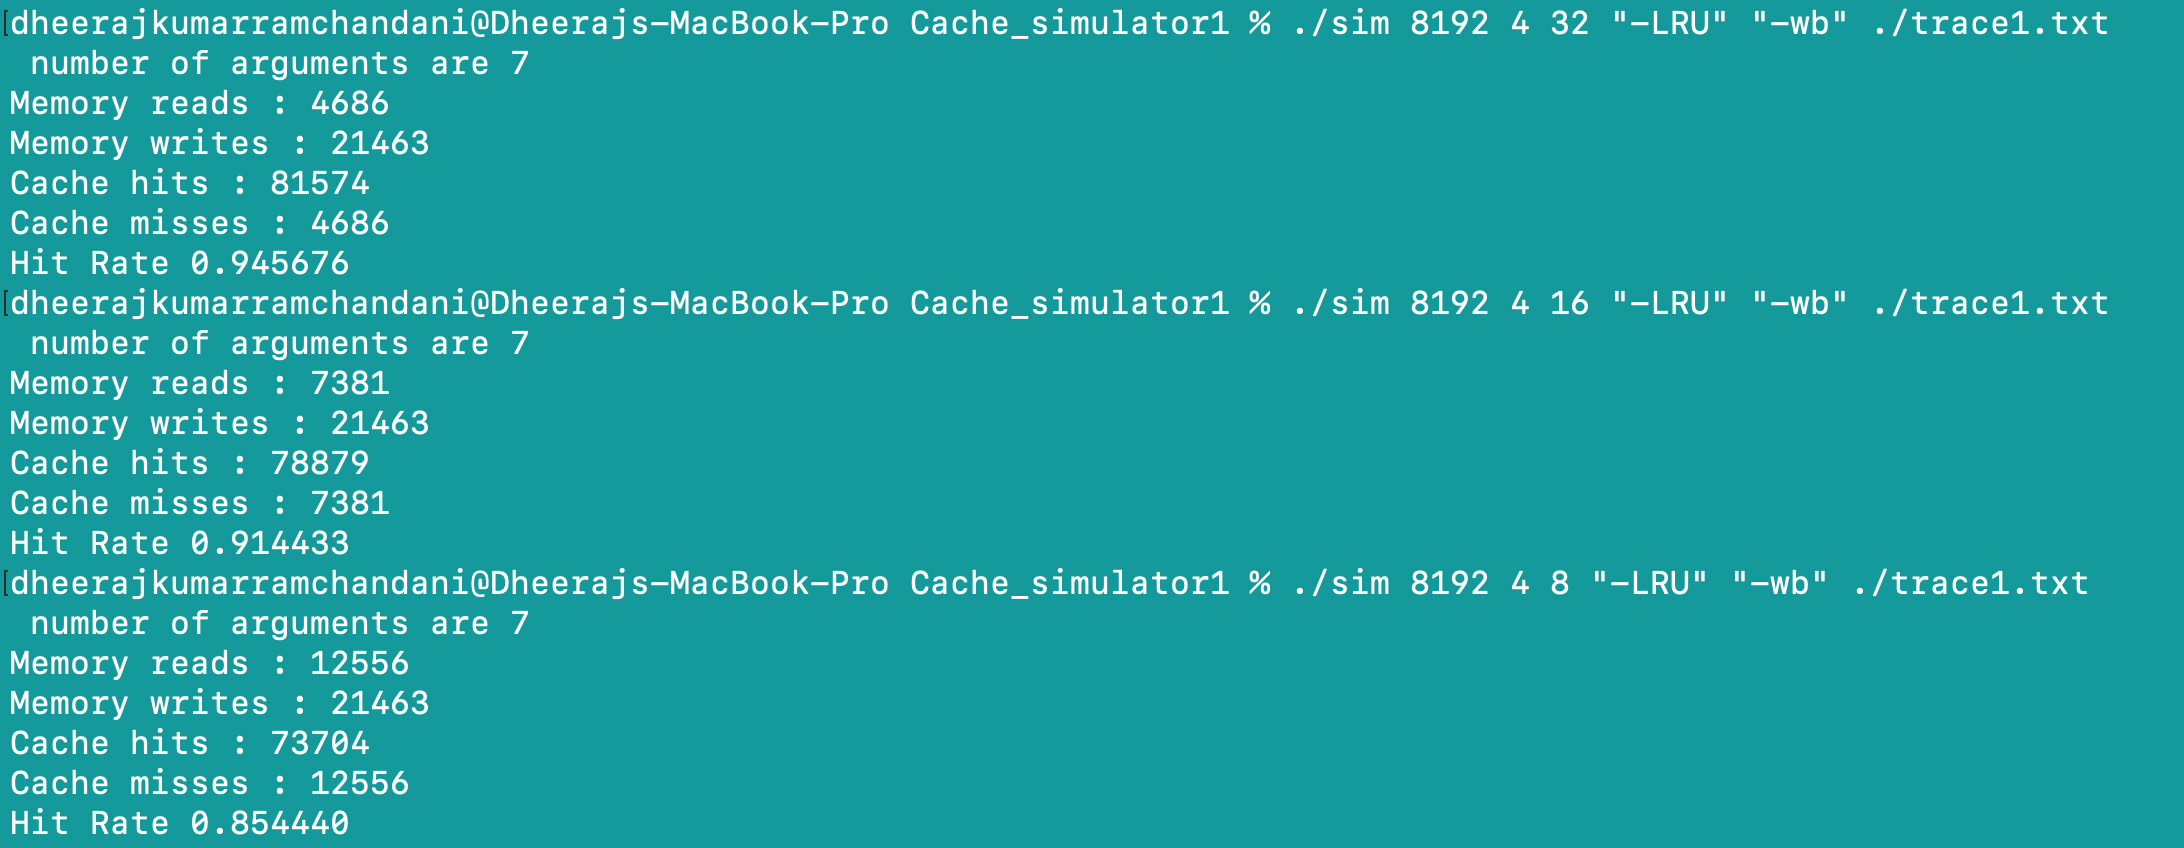 [dheerajkumarramchandani@Dheerajs-MacBook-Pro Cache_simulator1 % ./sim 8192 4 32 "-LRU" "-wb" ./trace1.txt
 number of arguments are 7
Memory reads : 4686
Memory writes : 21463
Cache hits : 81574
Cache misses : 4686
Hit Rate 0.945676
[dheerajkumarramchandani@Dheerajs-MacBook-Pro Cache_simulator1 % ./sim 8192 4 16 "-LRU" "-wb" ./trace1.txt
 number of arguments are 7
Memory reads : 7381
Memory writes : 21463
Cache hits : 78879
Cache misses : 7381
Hit Rate 0.914433
[dheerajkumarramchandani@Dheerajs-MacBook-Pro Cache_simulator1 % ./sim 8192 4 8 "-LRU" "-wb" ./trace1.txt
 number of arguments are 7
Memory reads : 12556
Memory writes : 21463
Cache hits : 73704
Cache misses : 12556
Hit Rate 0.854440